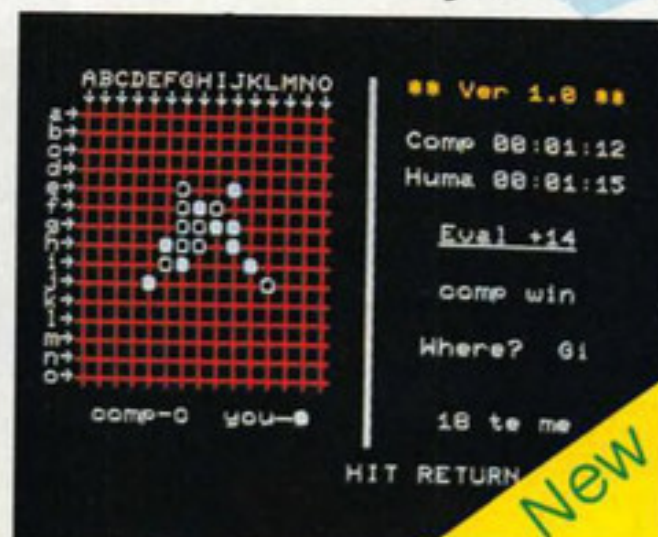 ABCDEFGHIJKLMNO
a
b
c
d
e
f
g
h
i
j
k
l
m
n
o
comp-O you-●
** Ver 1.0 **
Comp 00:01:12
Huma 00:01:15
Eval +14
comp win
Where? Gi
18 te me
HIT RETURN
New